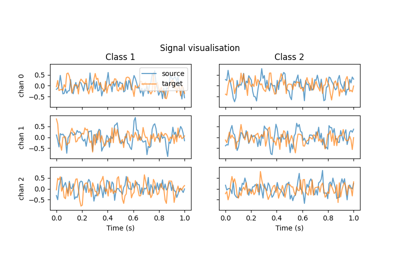 Signal visualisation
Class 1
Class 2
source
target
chan 0
0.5
0.0
−0.5
chan 1
0.5
0.0
−0.5
chan 2
0.5
0.0
−0.5
0.0 0.2 0.4 0.6 0.8 1.0
0.0 0.2 0.4 0.6 0.8 1.0
Time (s)
Time (s)